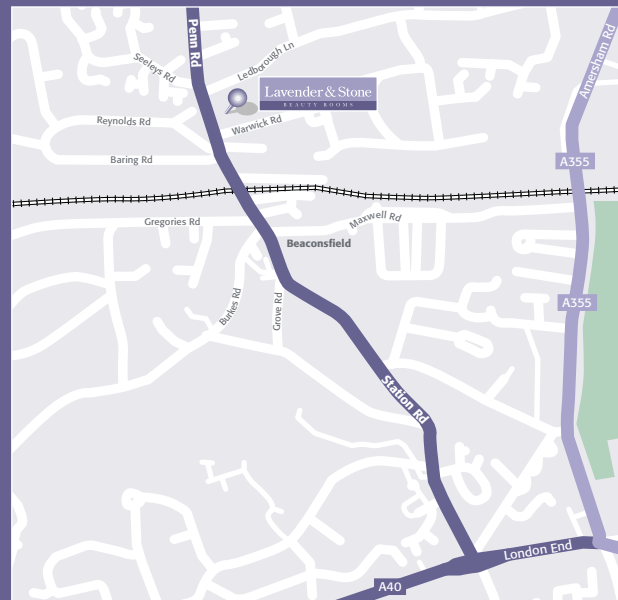 Penn Rd
Seeleys Rd
Ledborough Ln
Amersham Rd
Lavender & Stone
BEAUTY ROOMS
Reynolds Rd
Warwick Rd
Baring Rd
A355
Gregories Rd
Maxwell Rd
Beaconsfield
Burkes Rd
Grove Rd
A355
Station Rd
London End
A40